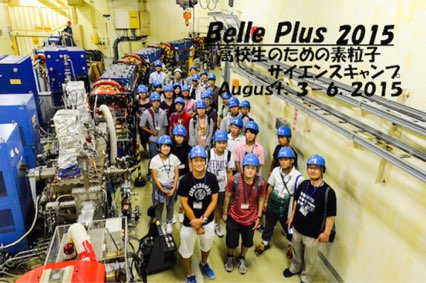 Belle Plus 2015
高校生のための素粒子
サイエンスキャンプ
August. 3-6. 2015